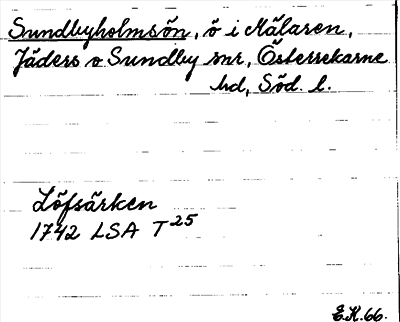 Sundbyholmsön, ö i Mälaren,
Jäders o Sundby snr, Österrekarne
hd, Söd. l.
Löfsärken
1742 LSA T25
E.K. 66.